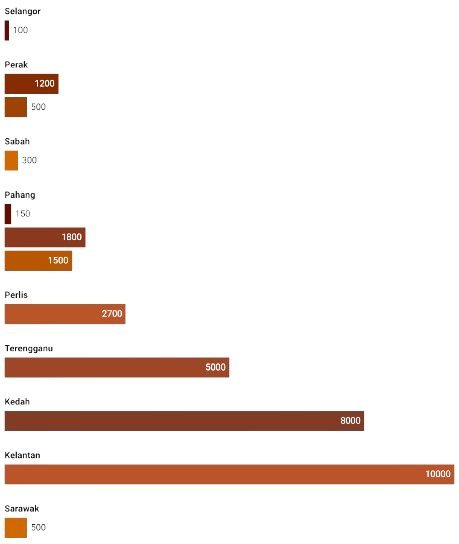 Selangor
100
Perak
1200
500
Sabah
300
Pahang
150
1800
1500
Perlis
2700
Terengganu
5000
Kedah
8000
Kelantan
10000
Sarawak
500